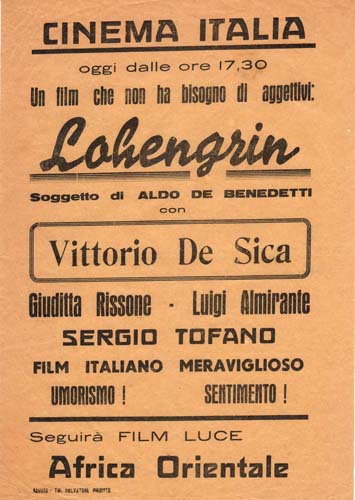 CINEMA ITALIA
oggi dalle ore 17,30
Un film che non ha bisogno di aggettivi:
Lohengrin
Soggetto di ALDO DE BENEDETTI
con
Vittorio De Sica
Giuditta Rissone - Luigi Almirante
SERGIO TOFANO
FILM ITALIANO MERAVIGLIOSO
UMORISMO ! SENTIMENTO !
Seguirà FILM LUCE
Africa Orientale
TIP. SALVATORE